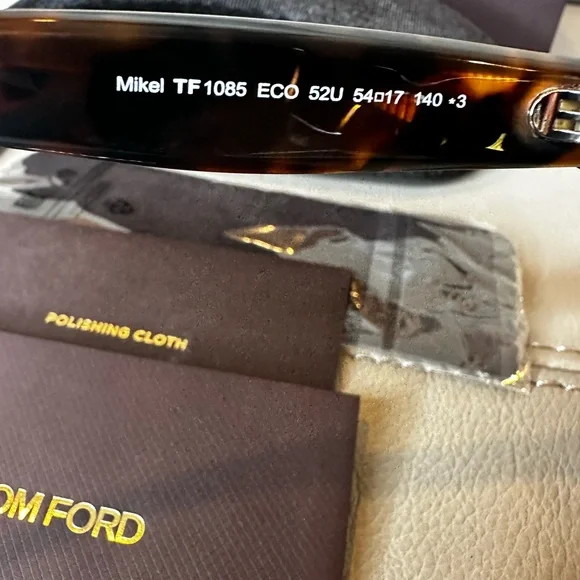 Mikel TF1085 ECO 52U 54□17 140 *3
POLISHING CLOTH
OM FORD